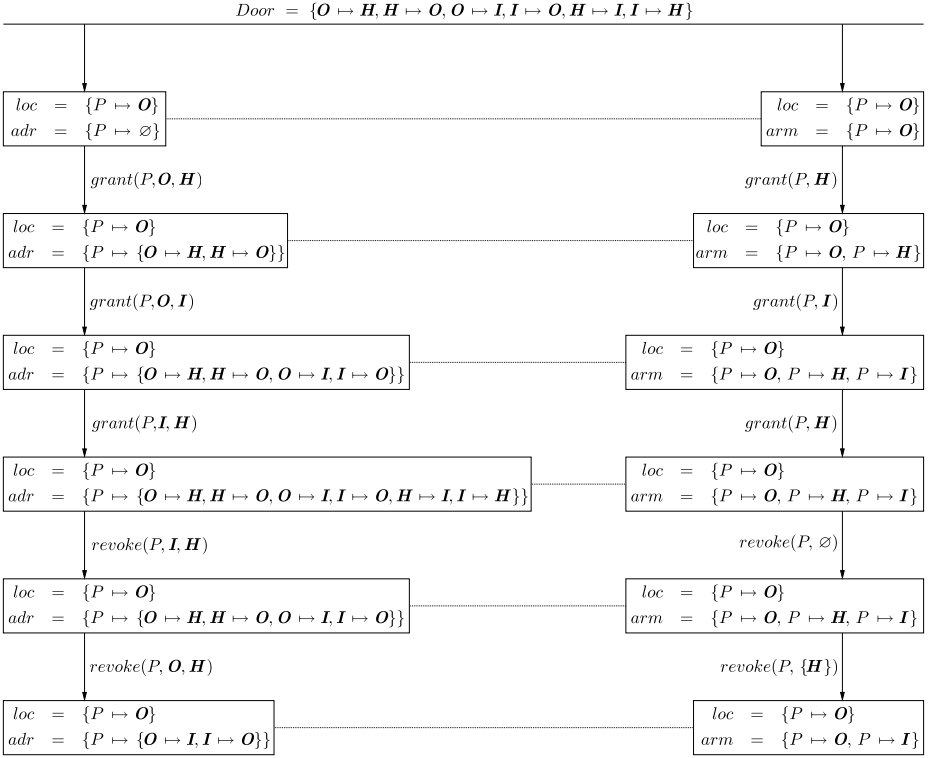 Door = {O ↦ H, H ↦ O, O ↦ I, I ↦ O, H ↦ I, I ↦ H}
loc = {P ↦ O}
adr = {P ↦ ∅}
loc = {P ↦ O}
arm = {P ↦ O}
grant(P,O, H)
grant(P, H)
loc = {P ↦ O}
adr = {P ↦ {O ↦ H, H ↦ O}}
loc = {P ↦ O}
arm = {P ↦ O, P ↦ H}
grant(P,O, I)
grant(P, I)
loc = {P ↦ O}
adr = {P ↦ {O ↦ H, H ↦ O, O ↦ I, I ↦ O}}
loc = {P ↦ O}
arm = {P ↦ O, P ↦ H, P ↦ I}
grant(P,I, H)
grant(P, H)
loc = {P ↦ O}
adr = {P ↦ {O ↦ H, H ↦ O, O ↦ I, I ↦ O, H ↦ I, I ↦ H}}
loc = {P ↦ O}
arm = {P ↦ O, P ↦ H, P ↦ I}
revoke(P, I, H)
revoke(P, ∅)
loc = {P ↦ O}
adr = {P ↦ {O ↦ H, H ↦ O, O ↦ I, I ↦ O}}
loc = {P ↦ O}
arm = {P ↦ O, P ↦ H, P ↦ I}
revoke(P, O, H)
revoke(P, {H})
loc = {P ↦ O}
adr = {P ↦ {O ↦ I, I ↦ O}}
loc = {P ↦ O}
arm = {P ↦ O, P ↦ I}